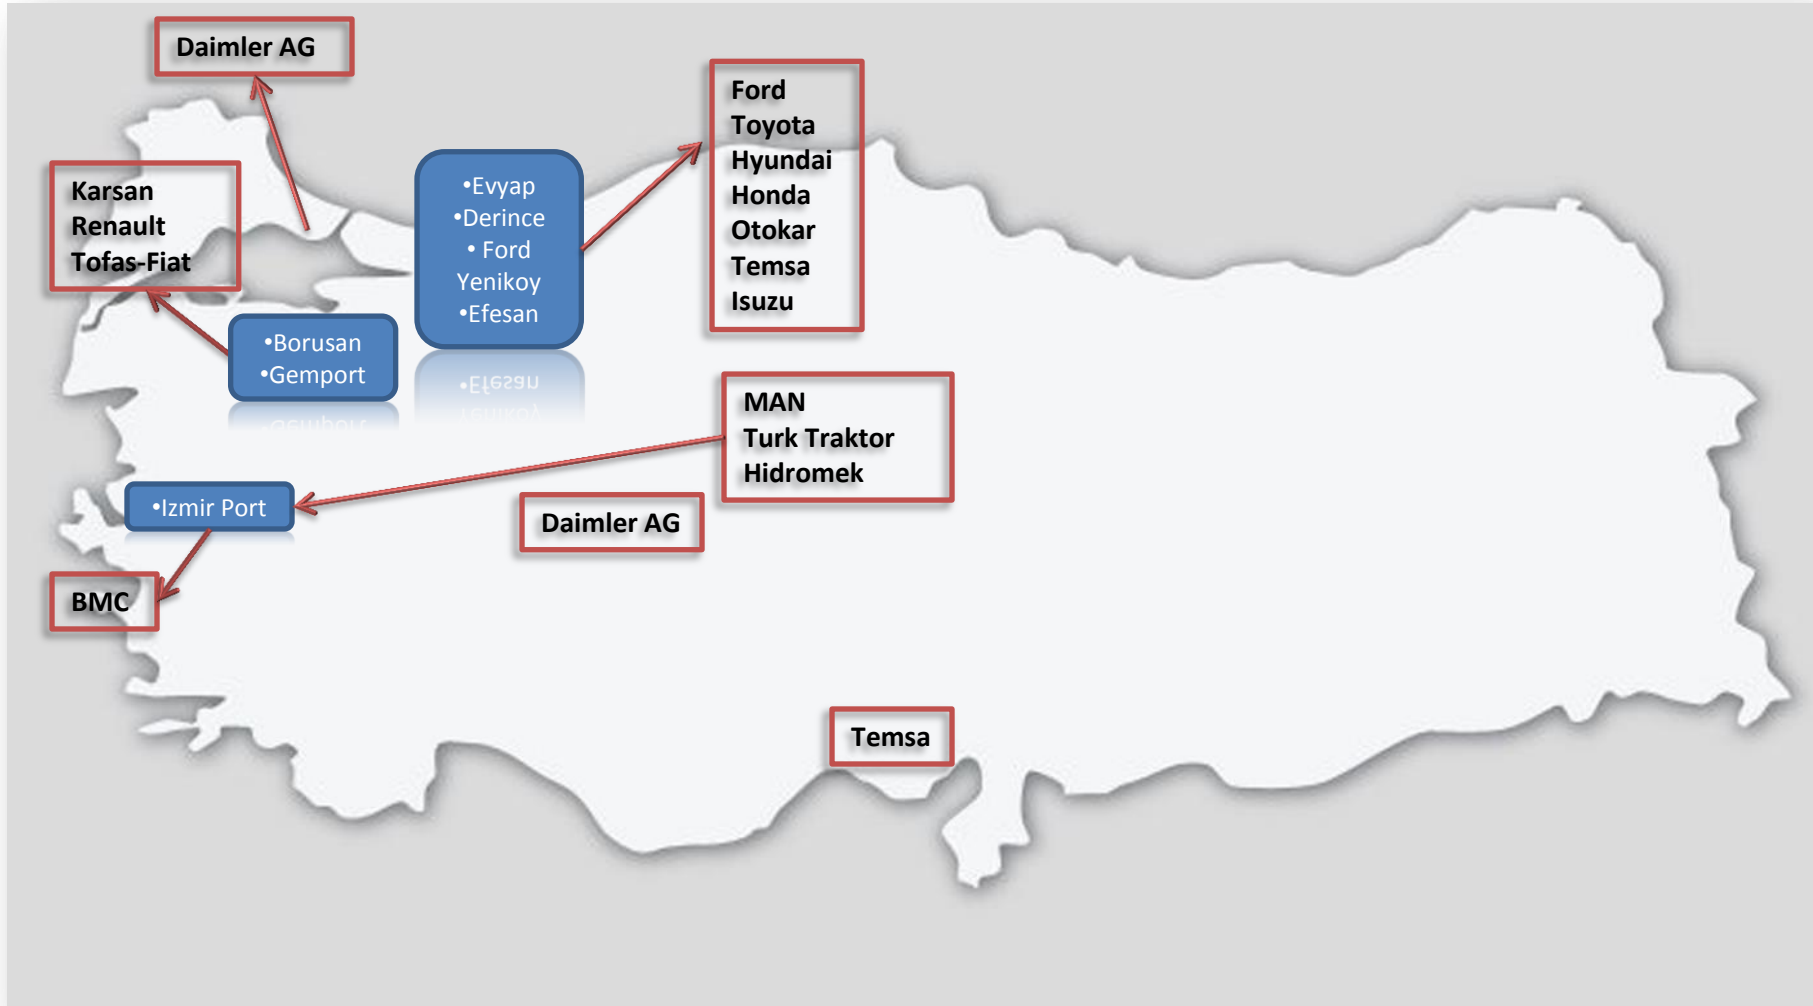 Daimler AG
Ford
Toyota
Hyundai
Honda
Otokar
Temsa
Isuzu
Karsan
Renault
Tofas-Fiat
•Evyap
•Derince
• Ford
Yenikoy
•Efesan
•Borusan
•Gemport
MAN
Turk Traktor
Hidromek
•Izmir Port
Daimler AG
BMC
Temsa